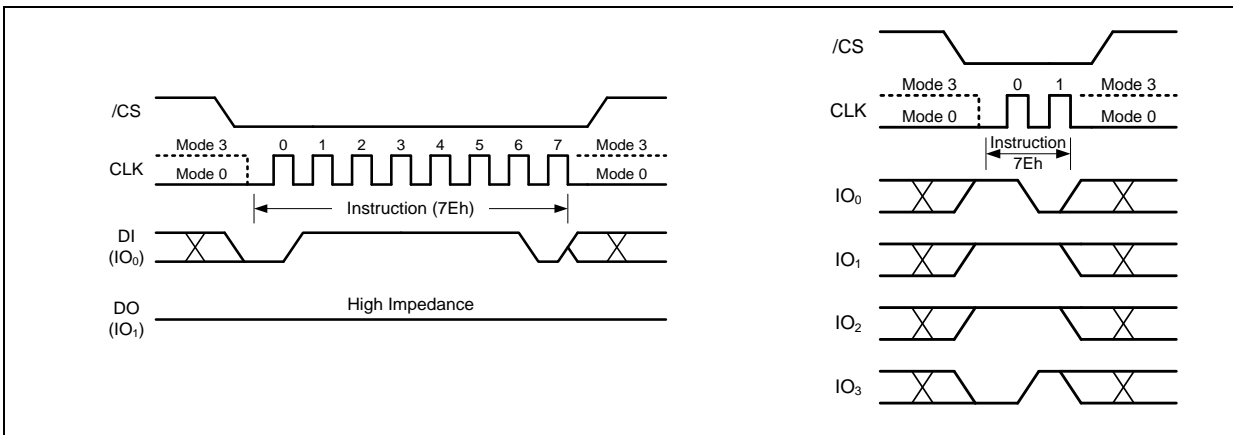 /CS
Mode 3 0 1 2 3 4 5 6 7 Mode 3
CLK
Mode 0 Mode 0
Instruction (7Eh)
DI
(IO₀)
High Impedance
DO
(IO₁)
/CS
Mode 3 0 1 Mode 3
CLK
Mode 0 Mode 0
Instruction
7Eh
IO₀
IO₁
IO₂
IO₃